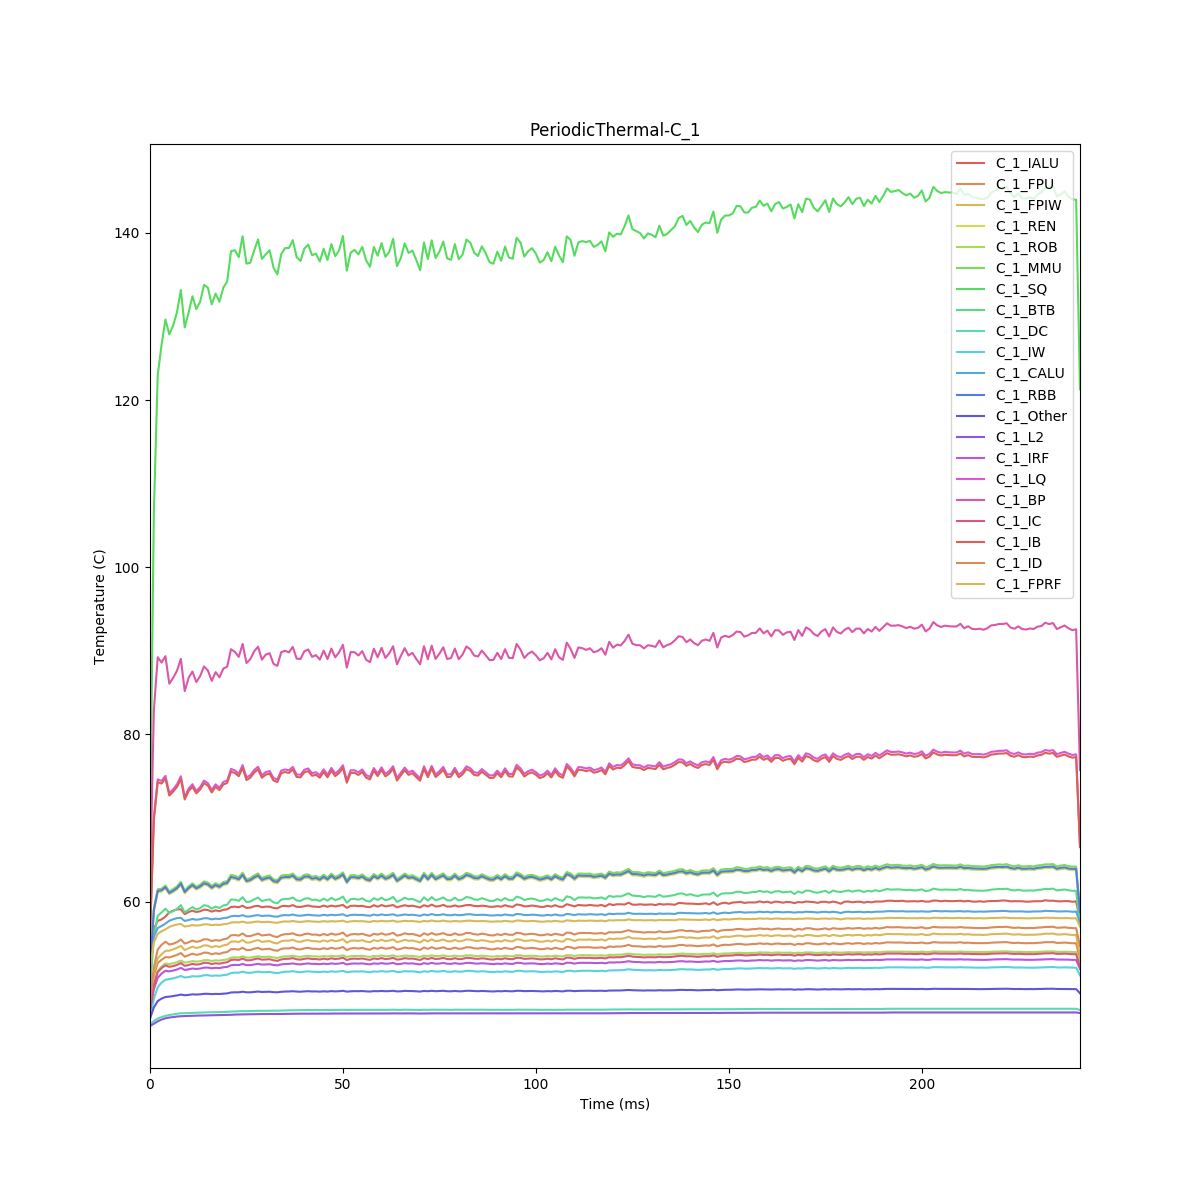 PeriodicThermal-C_1
C_1_IALU
C_1_FPU
C_1_FPIW
C_1_REN
C_1_ROB
C_1_MMU
C_1_SQ
C_1_BTB
C_1_DC
C_1_IW
C_1_CALU
C_1_RBB
C_1_Other
C_1_L2
C_1_IRF
C_1_LQ
C_1_BP
C_1_IC
C_1_IB
C_1_ID
C_1_FPRF
140
120
100
80
60
Temperature (C)
0 50 100 150 200
Time (ms)